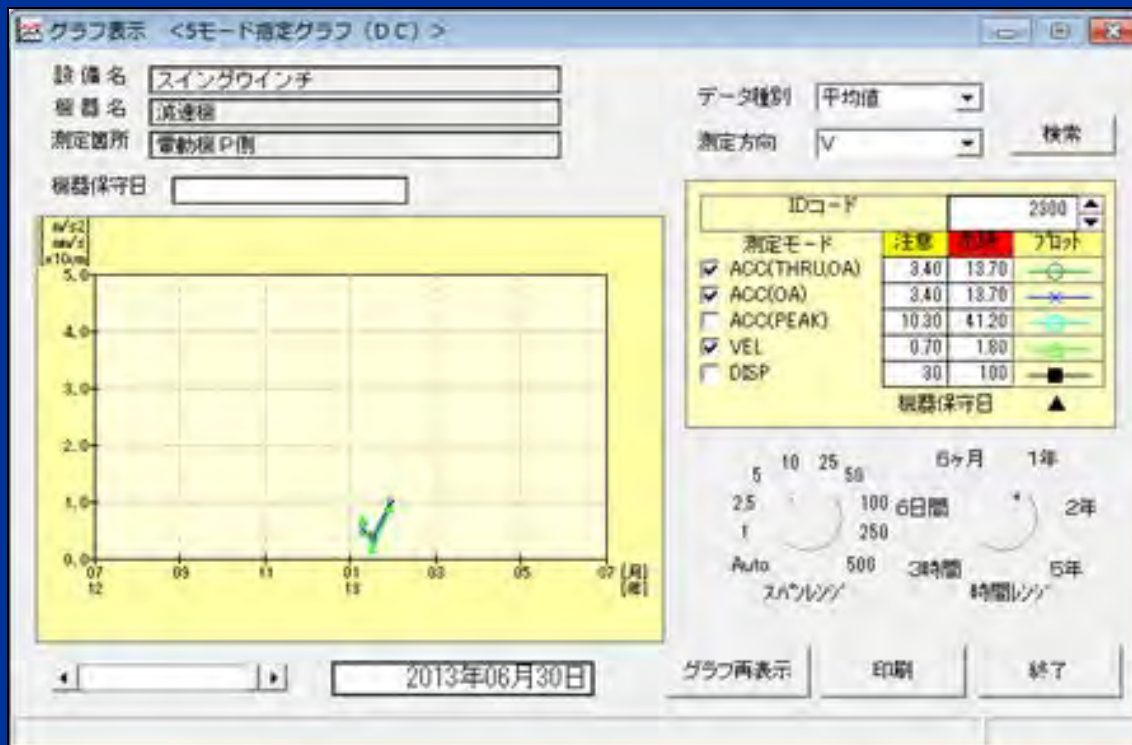 グラフ表示 <Sモード指定グラフ（DC）>
設備名 スイングウインチ
機器名 減速機
測定箇所 電動機P側
機器保守日
データ種別 平均値
測定方向 V
検索
IDコード 2300
測定モード 注意 危険 プロット
ACC(THRU,OA) 3.40 13.70
ACC(OA) 3.40 13.70
ACC(PEAK) 10.30 41.20
VEL 0.70 1.80
DISP 30 100
機器保守日 ▲
m/s2
mm/s
x10um
5.0
4.0
3.0
2.0
1.0
0.0
07 09 11 01 03 05 07 [月]
12 13
5 10 25 50
2.5 100
1 250
Auto 500
スパンレンジ
6ヶ月 1年
6日間 2年
3時間 5年
時間レンジ
2013年06月30日
グラフ再表示 印刷 終了